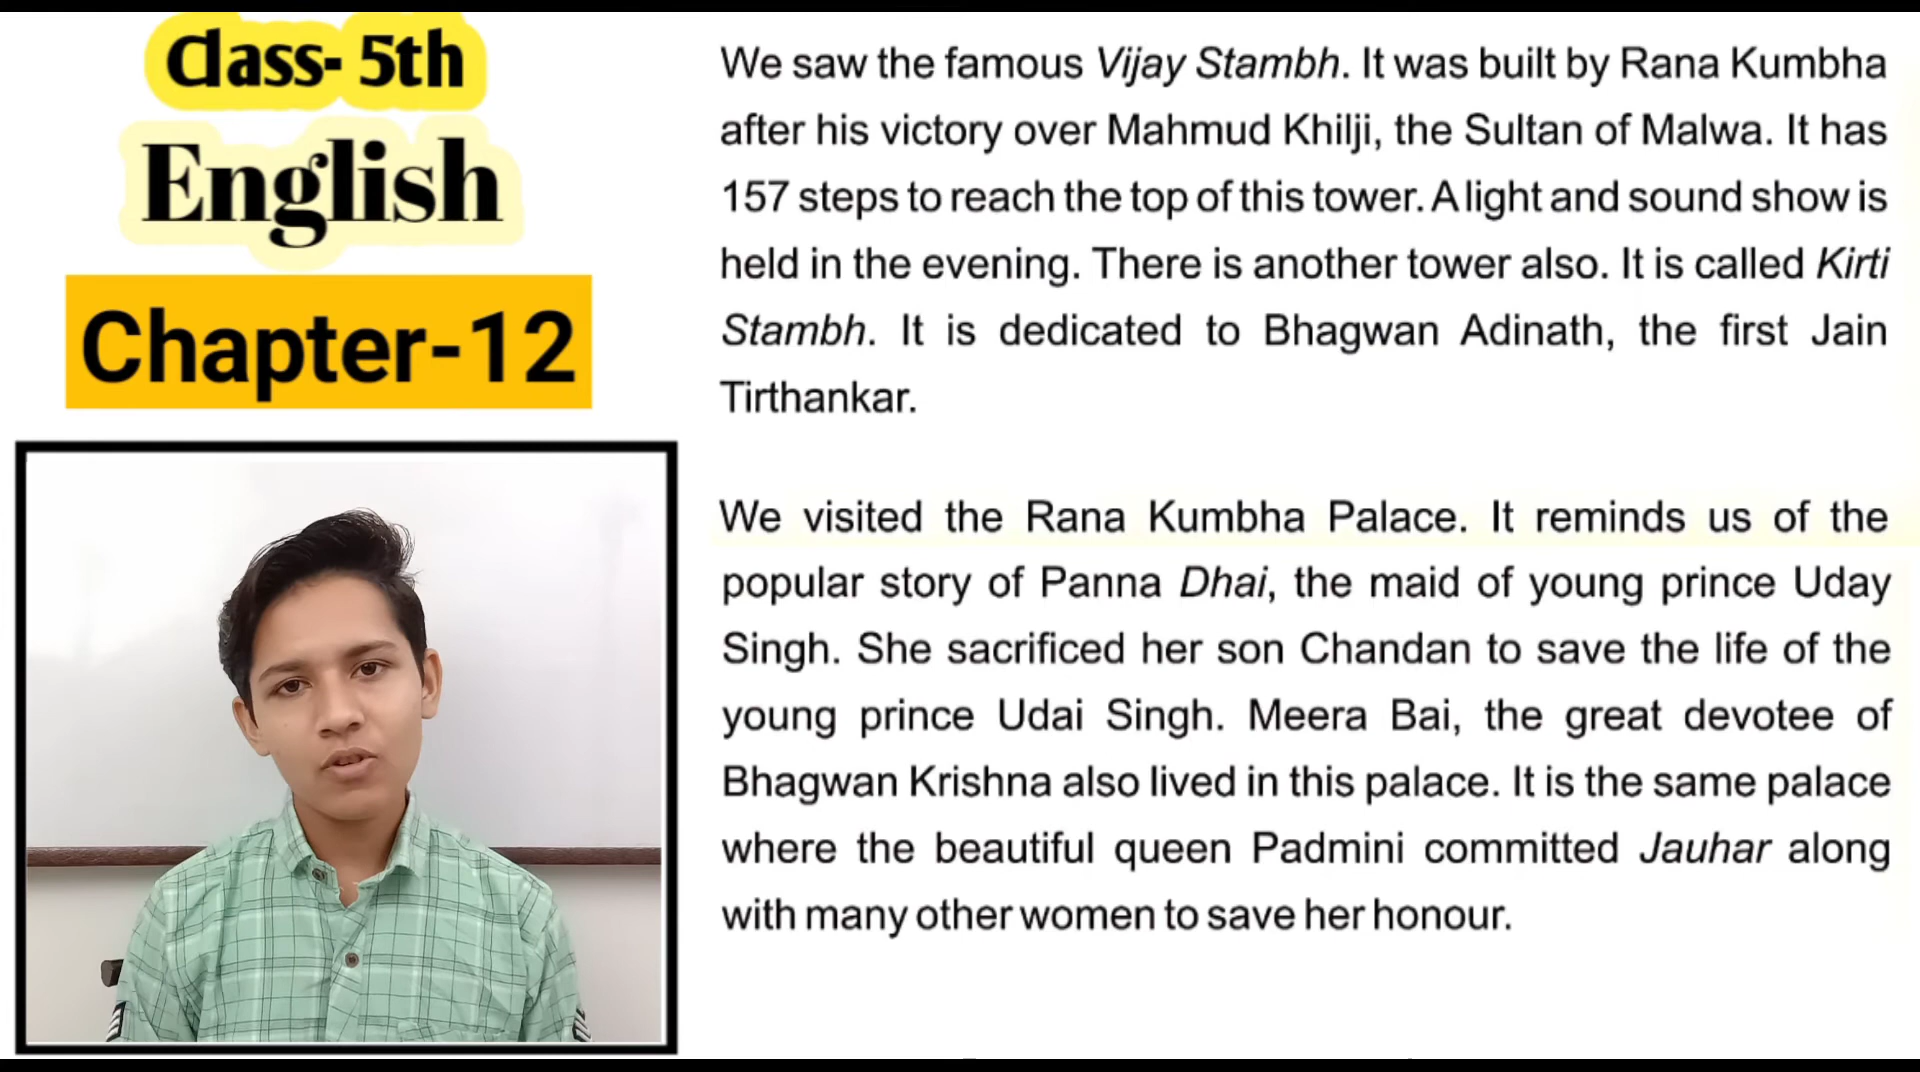 Class- 5th
English
Chapter-12
We saw the famous Vijay Stambh. It was built by Rana Kumbha
after his victory over Mahmud Khilji, the Sultan of Malwa. It has
157 steps to reach the top of this tower. A light and sound show is
held in the evening. There is another tower also. It is called Kirti
Stambh. It is dedicated to Bhagwan Adinath, the first Jain
Tirthankar.
We visited the Rana Kumbha Palace. It reminds us of the
popular story of Panna Dhai, the maid of young prince Uday
Singh. She sacrificed her son Chandan to save the life of the
young prince Udai Singh. Meera Bai, the great devotee of
Bhagwan Krishna also lived in this palace. It is the same palace
where the beautiful queen Padmini committed Jauhar along
with many other women to save her honour.